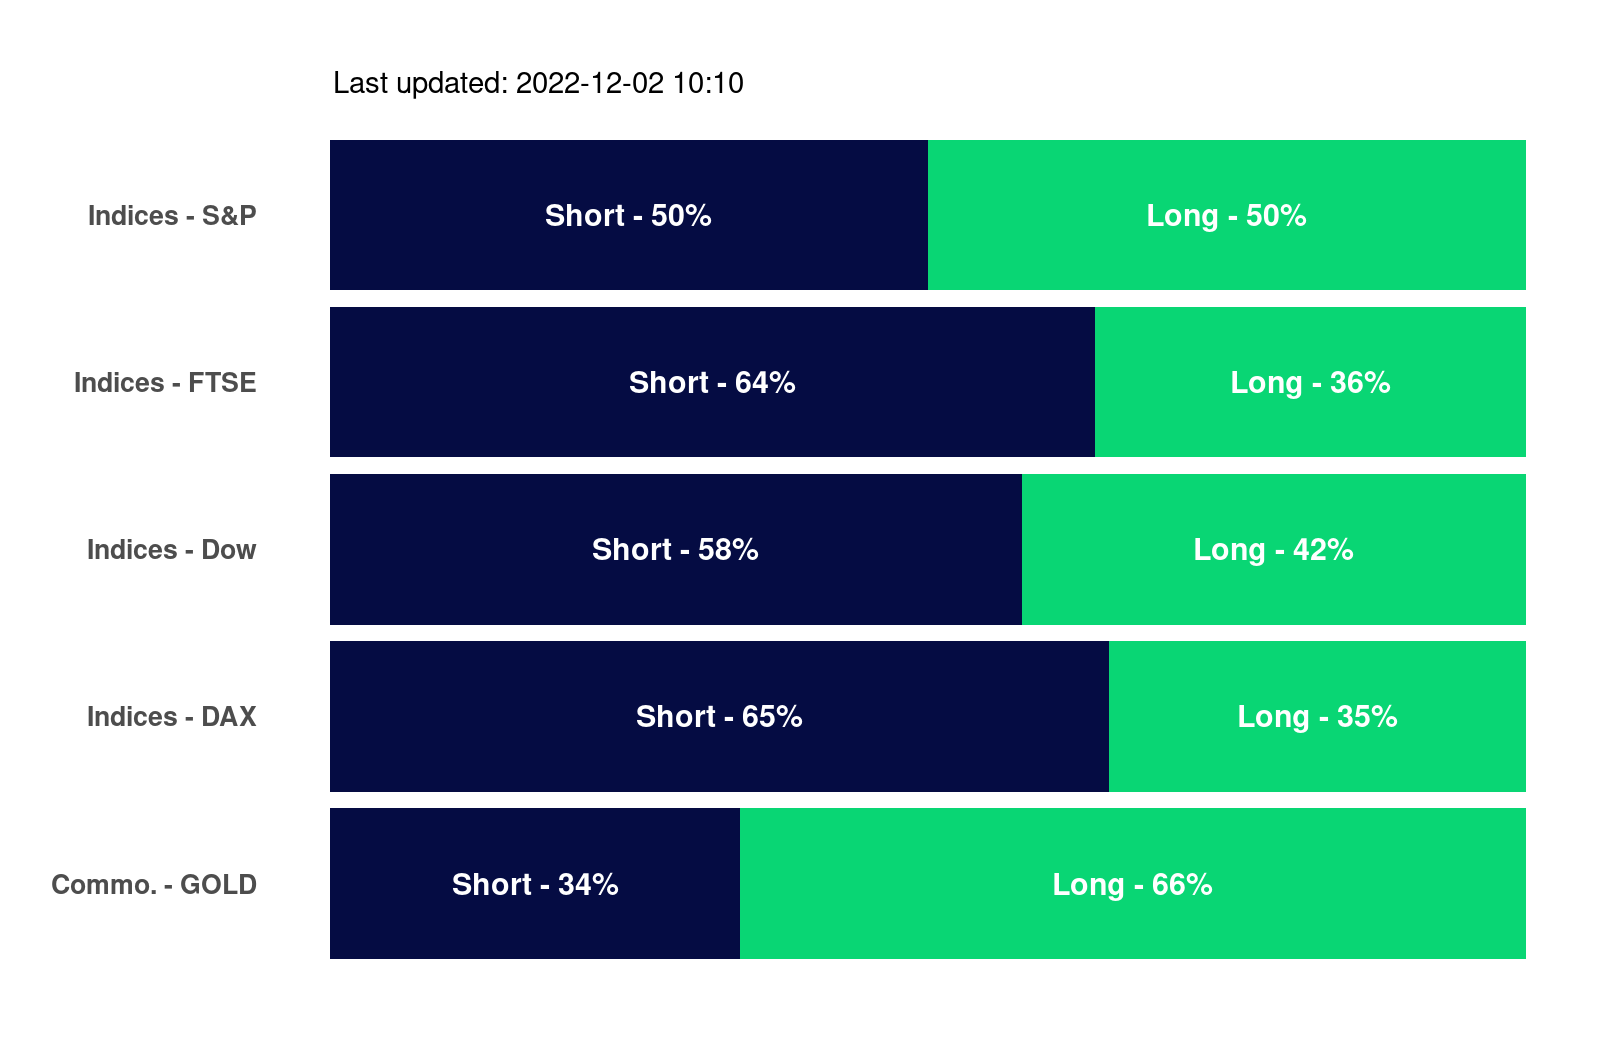 Last updated: 2022-12-02 10:10
Indices - S&P Short - 50% Long - 50%
Indices - FTSE Short - 64% Long - 36%
Indices - Dow Short - 58% Long - 42%
Indices - DAX Short - 65% Long - 35%
Commo. - GOLD Short - 34% Long - 66%